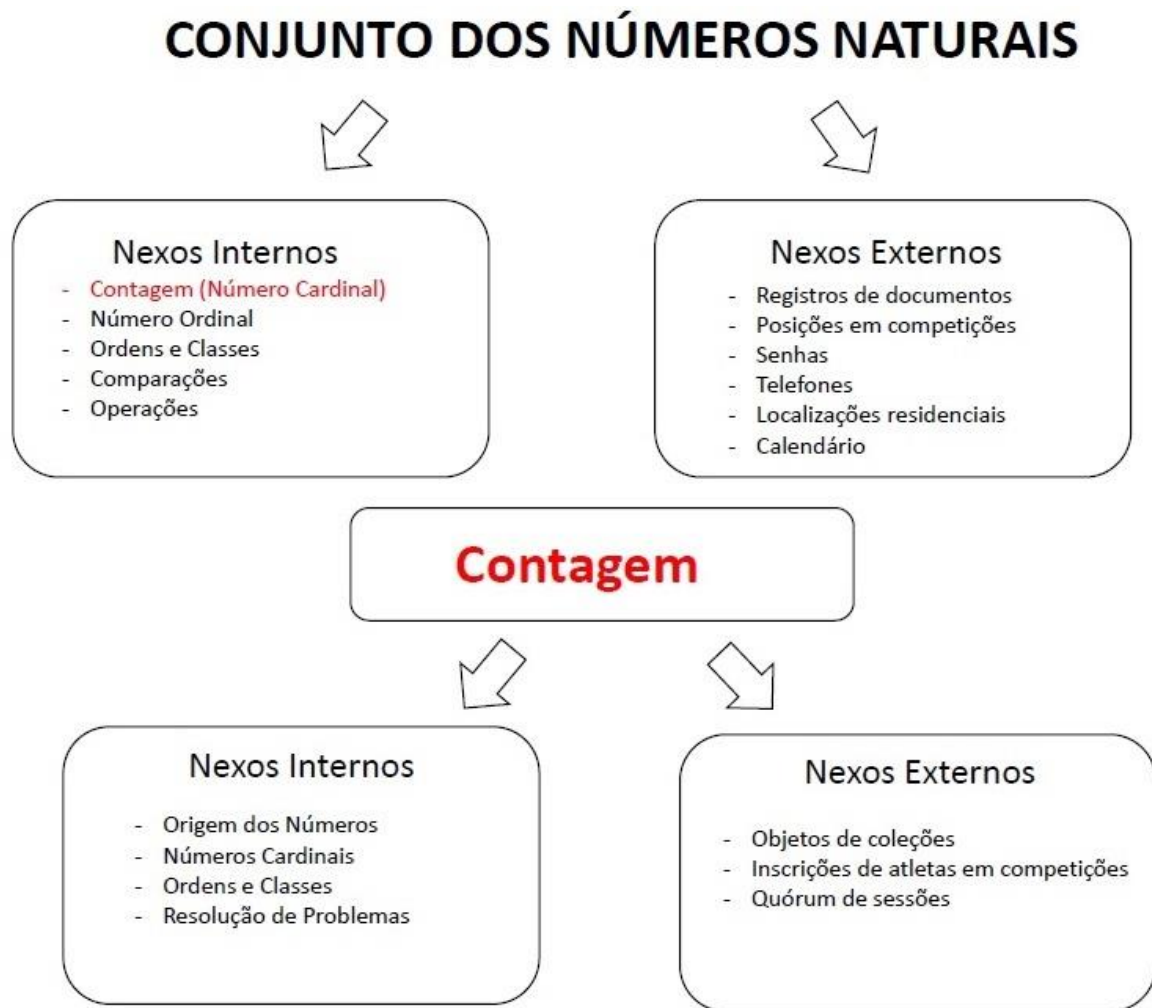 CONJUNTO DOS NÚMEROS NATURAIS
Nexos Internos
- Contagem (Número Cardinal)
- Número Ordinal
- Ordens e Classes
- Comparações
- Operações
Nexos Externos
- Registros de documentos
- Posições em competições
- Senhas
- Telefones
- Localizações residenciais
- Calendário
Contagem
Nexos Internos
- Origem dos Números
- Números Cardinais
- Ordens e Classes
- Resolução de Problemas
Nexos Externos
- Objetos de coleções
- Inscrições de atletas em competições
- Quórum de sessões